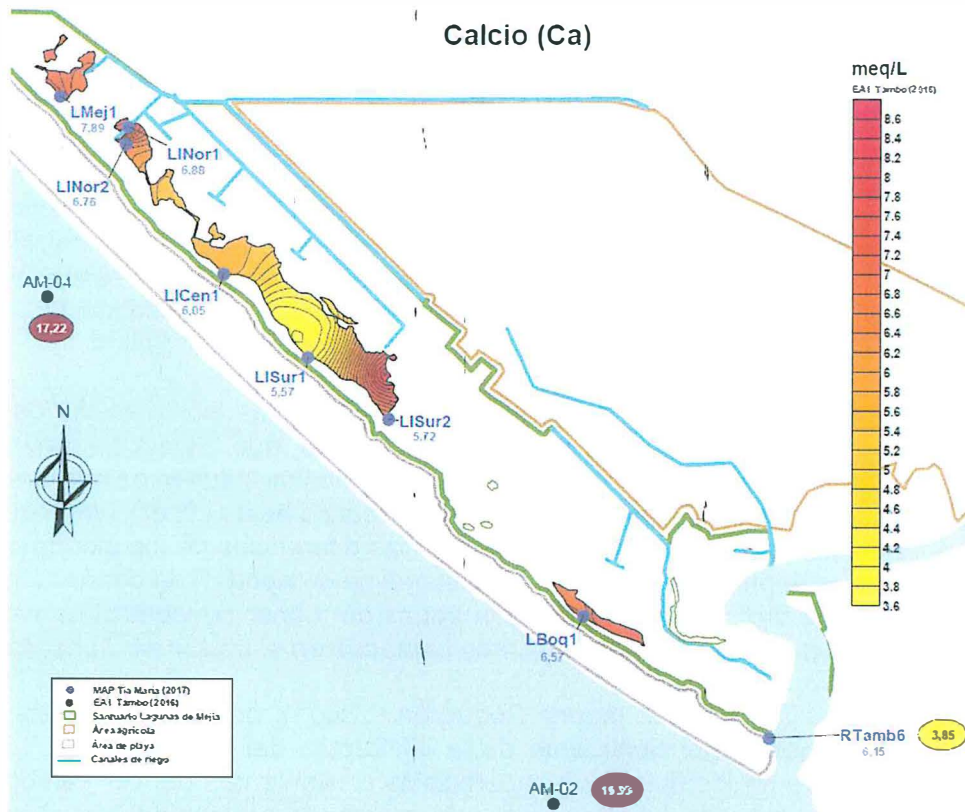 Calcio (Ca)
meq/L
EA1 Tambo (2016)
8.6
8.4
8.2
8
7.8
7.6
7.4
7.2
7
6.8
6.6
6.4
6.2
6
5.8
5.6
5.4
5.2
5
4.8
4.6
4.4
4.2
4
3.8
3.6
LMej1
7.89
LINor1
6.88
LINor2
6.76
LICen1
6,05
AM-04
17,22
LISur1
5,57
LISur2
5.72
N
LBoq1
6,57
RTamb6
6,15
3,85
AM-02
MAP Tía María (2017)
EA1 Tambo (2016)
Santuario Lagunas de Mejía
Área agrícola
Área de playa
Canales de riego